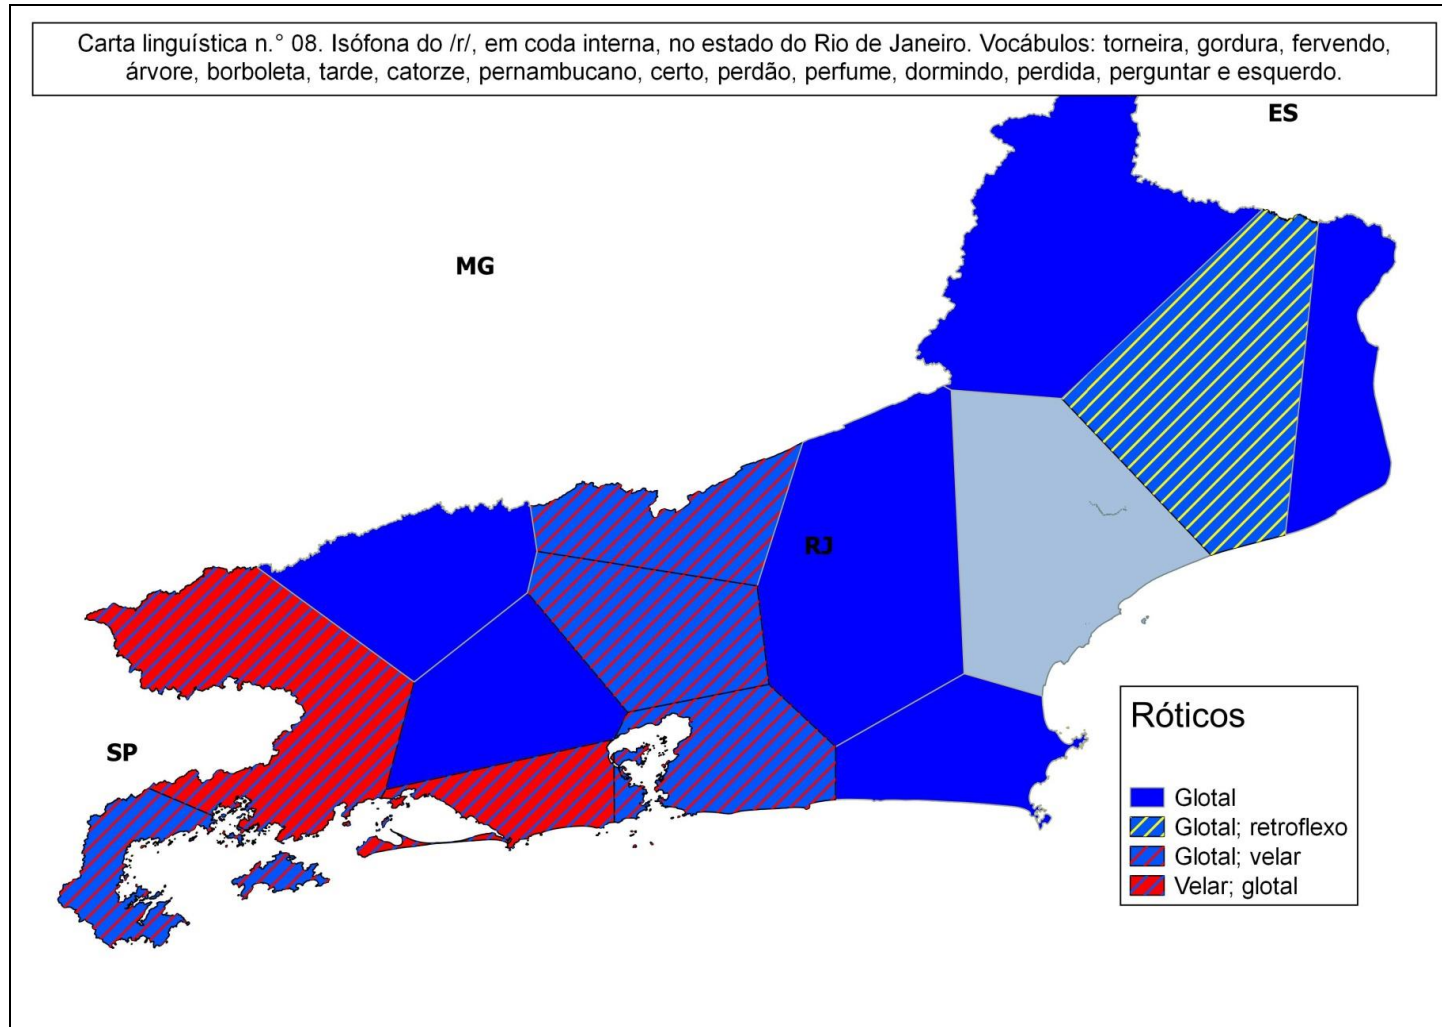 Carta linguística n.° 08. Isófona do /r/, em coda interna, no estado do Rio de Janeiro. Vocábulos: torneira, gordura, fervendo,
árvore, borboleta, tarde, catorze, pernambucano, certo, perdão, perfume, dormindo, perdida, perguntar e esquerdo.
ES
MG
RJ
SP
Róticos
Glotal
Glotal; retroflexo
Glotal; velar
Velar; glotal